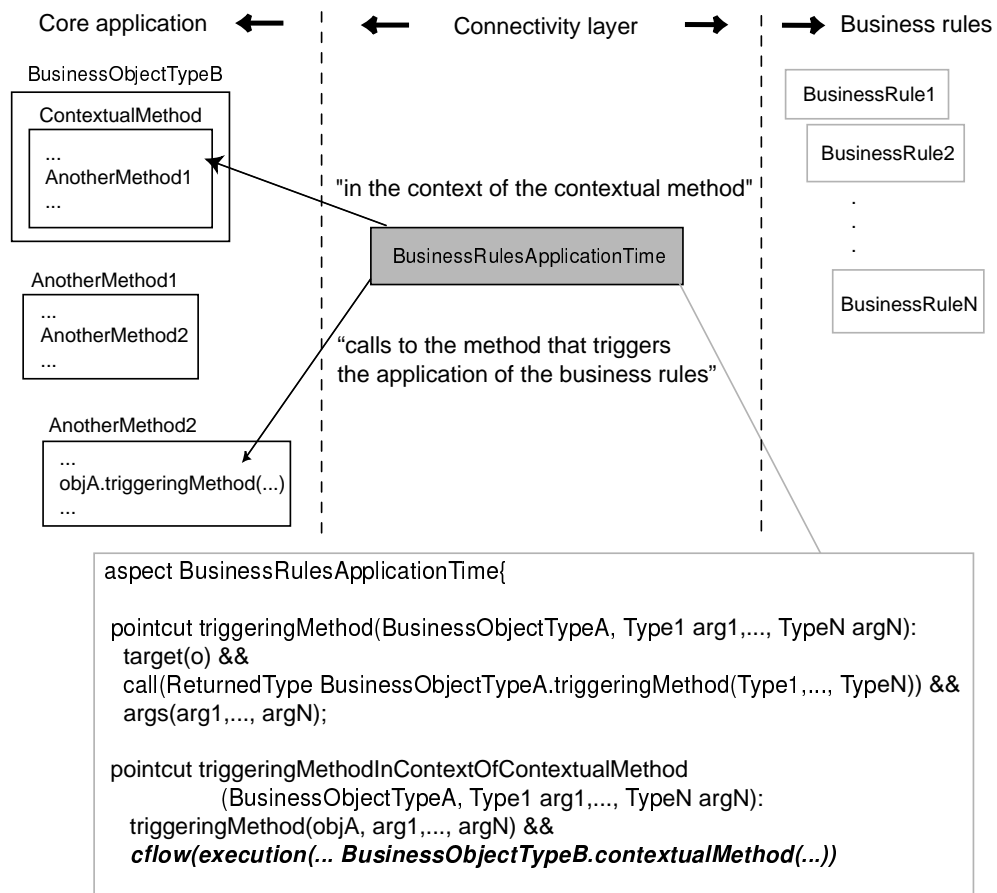 Core application
Connectivity layer
Business rules
BusinessObjectTypeB
ContextualMethod
...
AnotherMethod1
...
BusinessRule1
BusinessRule2
.
.
.
BusinessRuleN
"in the context of the contextual method"
BusinessRulesApplicationTime
AnotherMethod1
...
AnotherMethod2
...
“calls to the method that triggers
the application of the business rules”
AnotherMethod2
...
objA.triggeringMethod(...)
...
aspect BusinessRulesApplicationTime{
pointcut triggeringMethod(BusinessObjectTypeA, Type1 arg1,..., TypeN argN):
target(o) &&
call(ReturnedType BusinessObjectTypeA.triggeringMethod(Type1,..., TypeN)) &&
args(arg1,..., argN);
pointcut triggeringMethodInContextOfContextualMethod
(BusinessObjectTypeA, Type1 arg1,..., TypeN argN):
triggeringMethod(objA, arg1,..., argN) &&
cflow(execution(... BusinessObjectTypeB.contextualMethod(...))